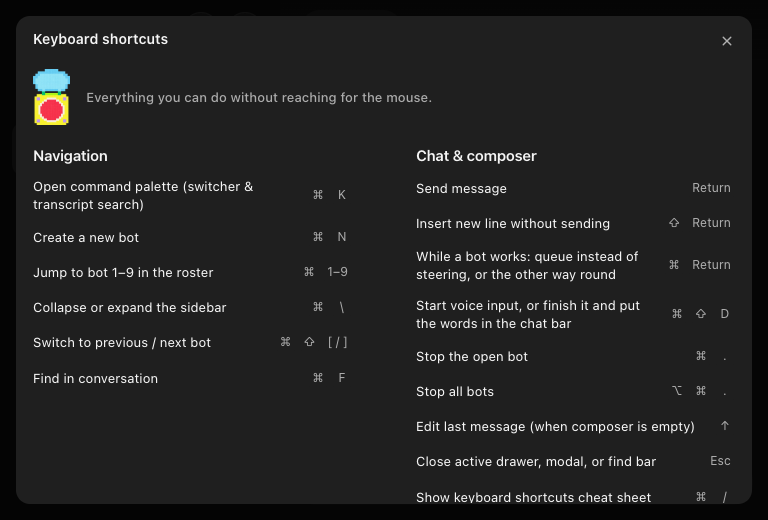 Keyboard shortcuts
Everything you can do without reaching for the mouse.
Navigation
Open command palette (switcher &
transcript search)
⌘ K
Create a new bot ⌘ N
Jump to bot 1–9 in the roster ⌘ 1–9
Collapse or expand the sidebar ⌘ \
Switch to previous / next bot ⌘ ⇧ [ / ]
Find in conversation ⌘ F
Chat & composer
Send message Return
Insert new line without sending ⇧ Return
While a bot works: queue instead of
steering, or the other way round
⌘ Return
Start voice input, or finish it and put
the words in the chat bar
⌘ ⇧ D
Stop the open bot ⌘ .
Stop all bots ⌥ ⌘ .
Edit last message (when composer is empty) ↑
Close active drawer, modal, or find bar Esc
Show keyboard shortcuts cheat sheet ⌘ /